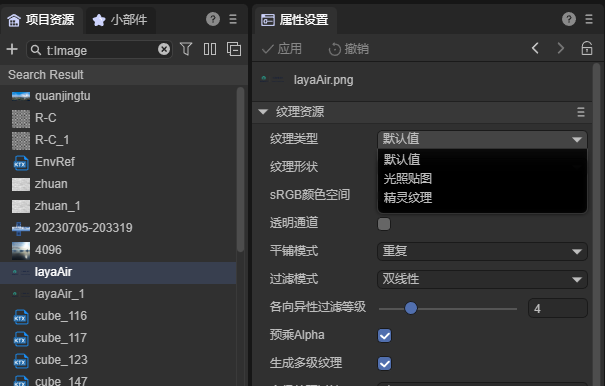 项目资源
小部件
t:Image
Search Result
quanjingtu
R-C
R-C_1
EnvRef
zhuan
zhuan_1
20230705-203319
4096
layaAir
layaAir_1
cube_116
cube_117
cube_123
cube_147
属性设置
应用
撤销
layaAir.png
纹理资源
纹理类型
默认值
默认值
光照贴图
精灵纹理
纹理形状
sRGB颜色空间
透明通道
平铺模式
重复
过滤模式
双线性
各向异性过滤等级
4
预乘Alpha
生成多级纹理